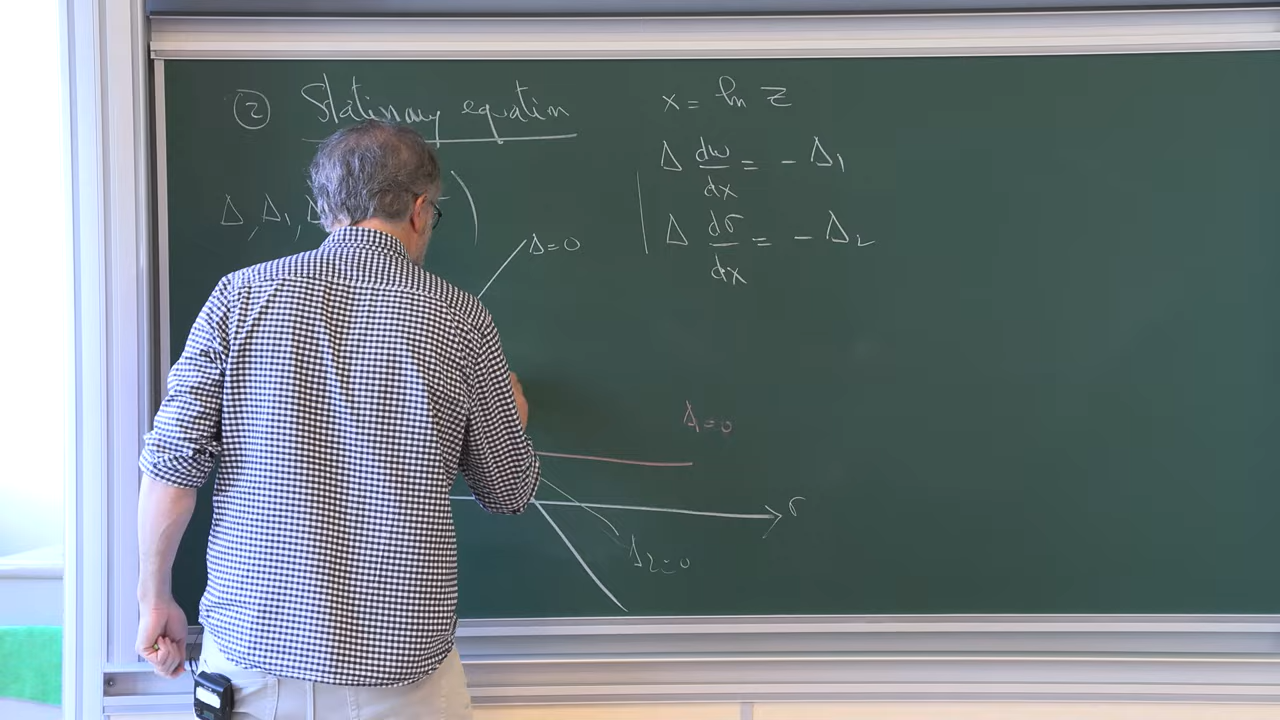 ② Stationary equation
x = ln Z
Δ dw/dx = - Δ1
Δ, Δ1, Δ
)
Δ dσ/dx = - Δ2
Δ=0
Δ=0
σ
Δ2=0